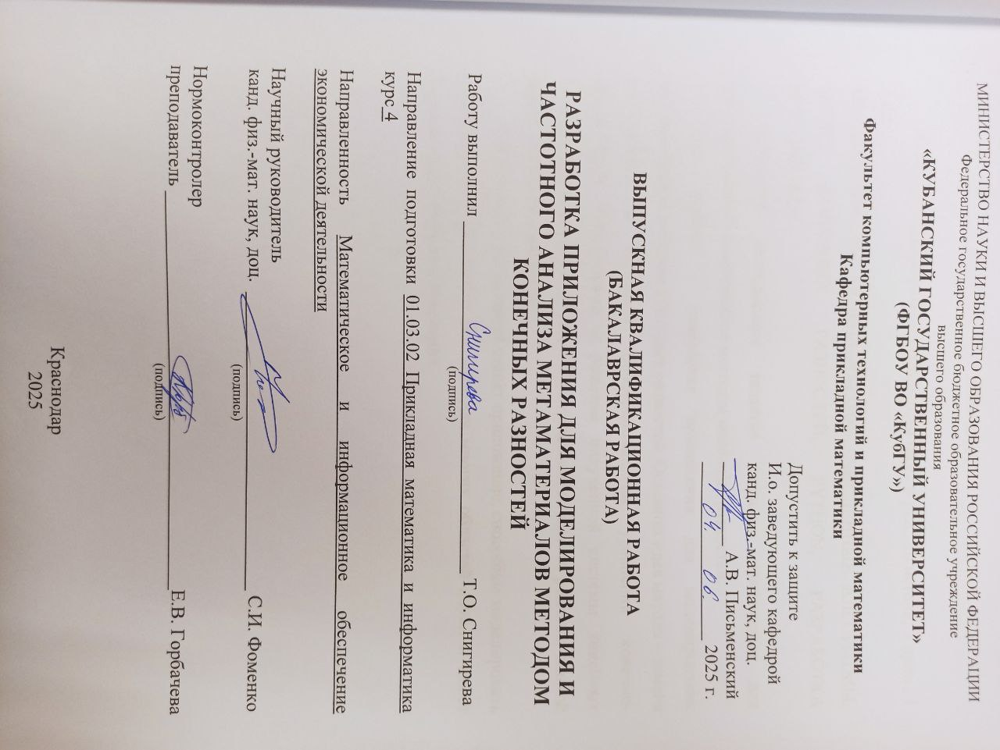 МИНИСТЕРСТВО НАУКИ И ВЫСШЕГО ОБРАЗОВАНИЯ РОССИЙСКОЙ ФЕДЕРАЦИИ
Федеральное государственное бюджетное образовательное учреждение
высшего образования
«КУБАНСКИЙ ГОСУДАРСТВЕННЫЙ УНИВЕРСИТЕТ»
(ФГБОУ ВО «КубГУ»)
Факультет компьютерных технологий и прикладной математики
Кафедра прикладной математики
Допустить к защите
И.о. заведующего кафедрой
канд. физ.-мат. наук, доц.
А.В. Письменский
04. 06. 2025 г.
ВЫПУСКНАЯ КВАЛИФИКАЦИОННАЯ РАБОТА
(БАКАЛАВРСКАЯ РАБОТА)
РАЗРАБОТКА ПРИЛОЖЕНИЯ ДЛЯ МОДЕЛИРОВАНИЯ И
ЧАСТОТНОГО АНАЛИЗА МЕТАМАТЕРИАЛОВ МЕТОДОМ
КОНЕЧНЫХ РАЗНОСТЕЙ
Работу выполнил Снигирева Т.О. Снигирева
(подпись)
Направление подготовки 01.03.02 Прикладная математика и информатика
курс 4
Направленность Математическое и информационное обеспечение
экономической деятельности
Научный руководитель
канд. физ.-мат. наук, доц. С.И. Фоменко
(подпись)
Нормоконтролер
преподаватель Е.В. Горбачева
(подпись)
Краснодар
2025